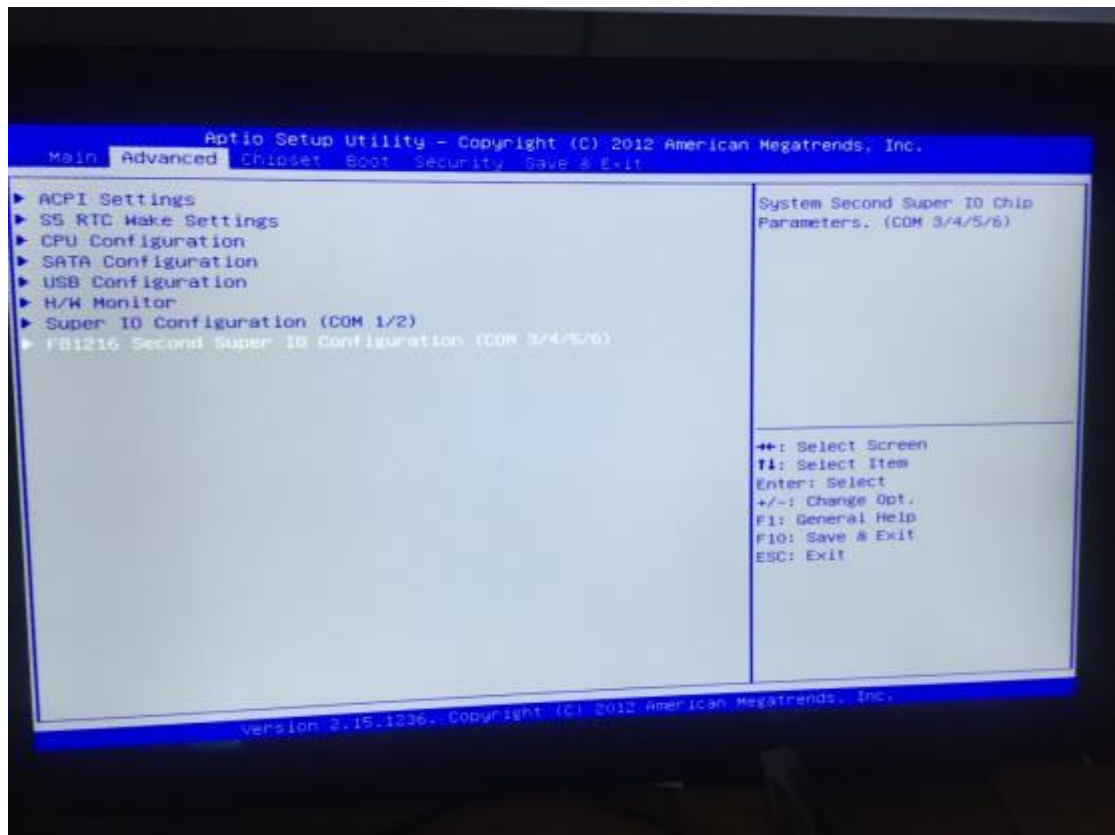 Aptio Setup Utility - Copyright (C) 2012 American Megatrends, Inc.
Main Advanced Chipset Boot Security Save & Exit
► ACPI Settings
► S5 RTC Wake Settings
► CPU Configuration
► SATA Configuration
► USB Configuration
► H/W Monitor
► Super IO Configuration (COM 1/2)
► F81216 Second Super IO Configuration (COM 3/4/5/6)
System Second Super IO Chip
Parameters. (COM 3/4/5/6)
→←: Select Screen
↑↓: Select Item
Enter: Select
+/-: Change Opt.
F1: General Help
F10: Save & Exit
ESC: Exit
Version 2.15.1236. Copyright (C) 2012 American Megatrends, Inc.